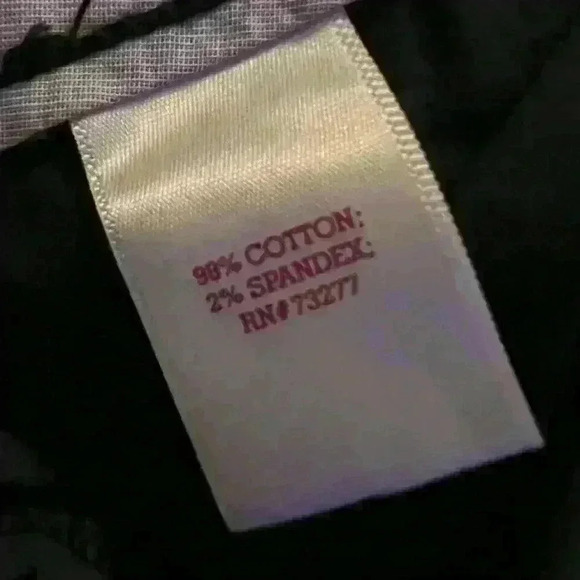 98% COTTON;
2% SPANDEX;
RN# 73277